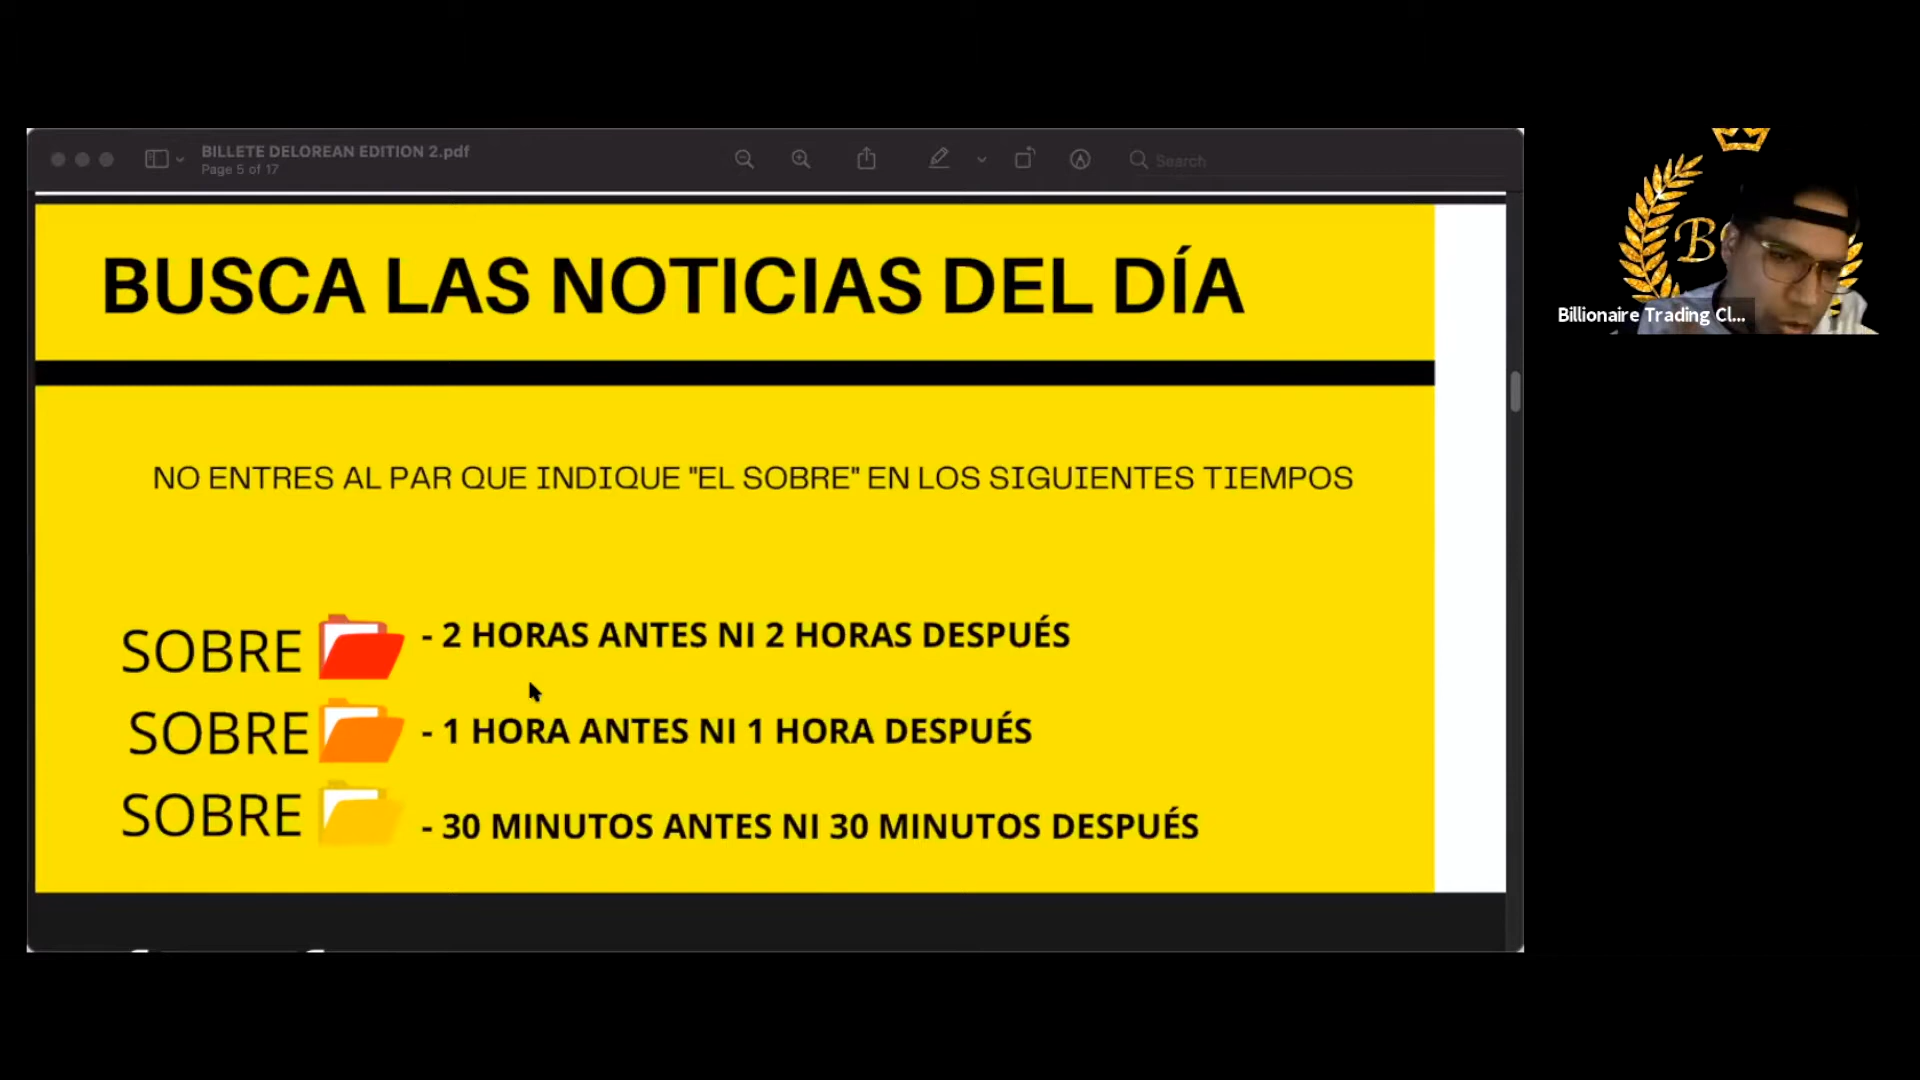 BILLETE DELOREAN EDITION 2.pdf
Page 5 of 17
Search
BUSCA LAS NOTICIAS DEL DÍA
NO ENTRES AL PAR QUE INDIQUE "EL SOBRE" EN LOS SIGUIENTES TIEMPOS
SOBRE - 2 HORAS ANTES NI 2 HORAS DESPUÉS
SOBRE - 1 HORA ANTES NI 1 HORA DESPUÉS
SOBRE - 30 MINUTOS ANTES NI 30 MINUTOS DESPUÉS
B
Billionaire Trading Cl...